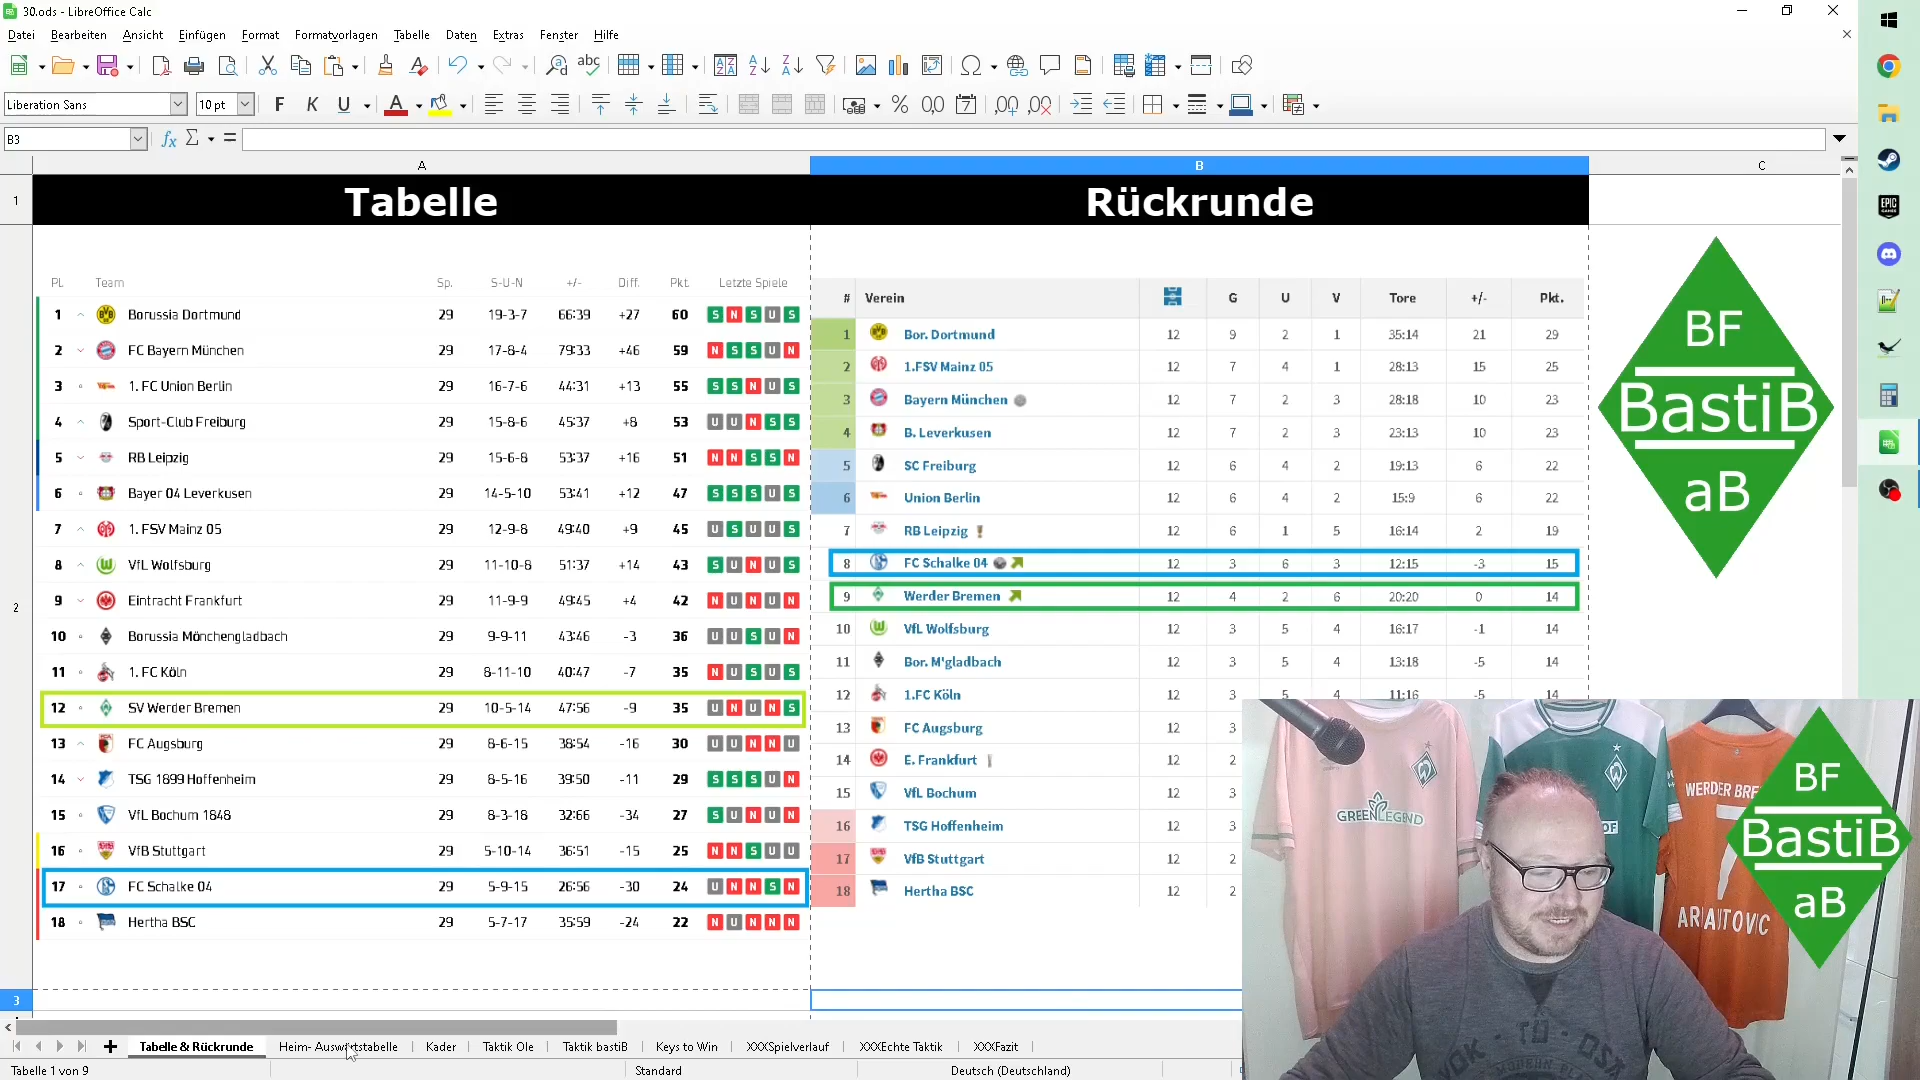 30.ods - LibreOffice Calc
Datei Bearbeiten Ansicht Einfügen Format Formatvorlagen Tabelle Daten Extras Fenster Hilfe
Liberation Sans 10 pt F K U
B3
A B C
1 Tabelle Rückrunde
2
Pl. Team Sp. S-U-N +/- Diff. Pkt. Letzte Spiele
1 Borussia Dortmund 29 19-3-7 66:39 +27 60 S N S U S
2 FC Bayern München 29 17-8-4 79:33 +46 59 N S S U N
3 1. FC Union Berlin 29 16-7-6 44:31 +13 55 S S N U S
4 Sport-Club Freiburg 29 15-8-6 45:37 +8 53 U U N S S
5 RB Leipzig 29 15-6-8 53:37 +16 51 N N S S N
6 Bayer 04 Leverkusen 29 14-5-10 53:41 +12 47 S S S U S
7 1. FSV Mainz 05 29 12-9-8 49:40 +9 45 U S U U S
8 VfL Wolfsburg 29 11-10-8 51:37 +14 43 S U N U S
9 Eintracht Frankfurt 29 11-9-9 49:45 +4 42 N U N U N
10 Borussia Mönchengladbach 29 9-9-11 43:46 -3 36 U U S U N
11 1. FC Köln 29 8-11-10 40:47 -7 35 N U S U S
12 SV Werder Bremen 29 10-5-14 47:56 -9 35 U N U N S
13 FC Augsburg 29 8-6-15 38:54 -16 30 U U N N U
14 TSG 1899 Hoffenheim 29 8-5-16 39:50 -11 29 S S S U N
15 VfL Bochum 1848 29 8-3-18 32:66 -34 27 S U N U N
16 VfB Stuttgart 29 5-10-14 36:51 -15 25 N N S U U
17 FC Schalke 04 29 5-9-15 26:56 -30 24 U N N S N
18 Hertha BSC 29 5-7-17 35:59 -24 22 N U N N N
# Verein G U V Tore +/- Pkt.
1 Bor. Dortmund 12 9 2 1 35:14 21 29
2 1.FSV Mainz 05 12 7 4 1 28:13 15 25
3 Bayern München 12 7 2 3 28:18 10 23
4 B. Leverkusen 12 7 2 3 23:13 10 23
5 SC Freiburg 12 6 4 2 19:13 6 22
6 Union Berlin 12 6 4 2 15:9 6 22
7 RB Leipzig 12 6 1 5 16:14 2 19
8 FC Schalke 04 12 3 6 3 12:15 -3 15
9 Werder Bremen 12 4 2 6 20:20 0 14
10 VfL Wolfsburg 12 3 5 4 16:17 -1 14
11 Bor. M'gladbach 12 3 5 4 13:18 -5 14
12 1.FC Köln 12 3 5 4 11:16 -5 14
13 FC Augsburg 12 3
14 E. Frankfurt 12 2
15 VfL Bochum 12 3
16 TSG Hoffenheim 12 3
17 VfB Stuttgart 12 2
18 Hertha BSC 12 2
BF
BastiB
aB
GREENLEGEND
WERDER BRE
7
ARNAUTOVIC
BF
BastiB
aB
3
Tabelle & Rückrunde Heim- Auswärtstabelle Kader Taktik Ole Taktik bastiB Keys to Win XXXSpielverlauf XXXEchte Taktik XXXFazit
Tabelle 1 von 9 Standard Deutsch (Deutschland)